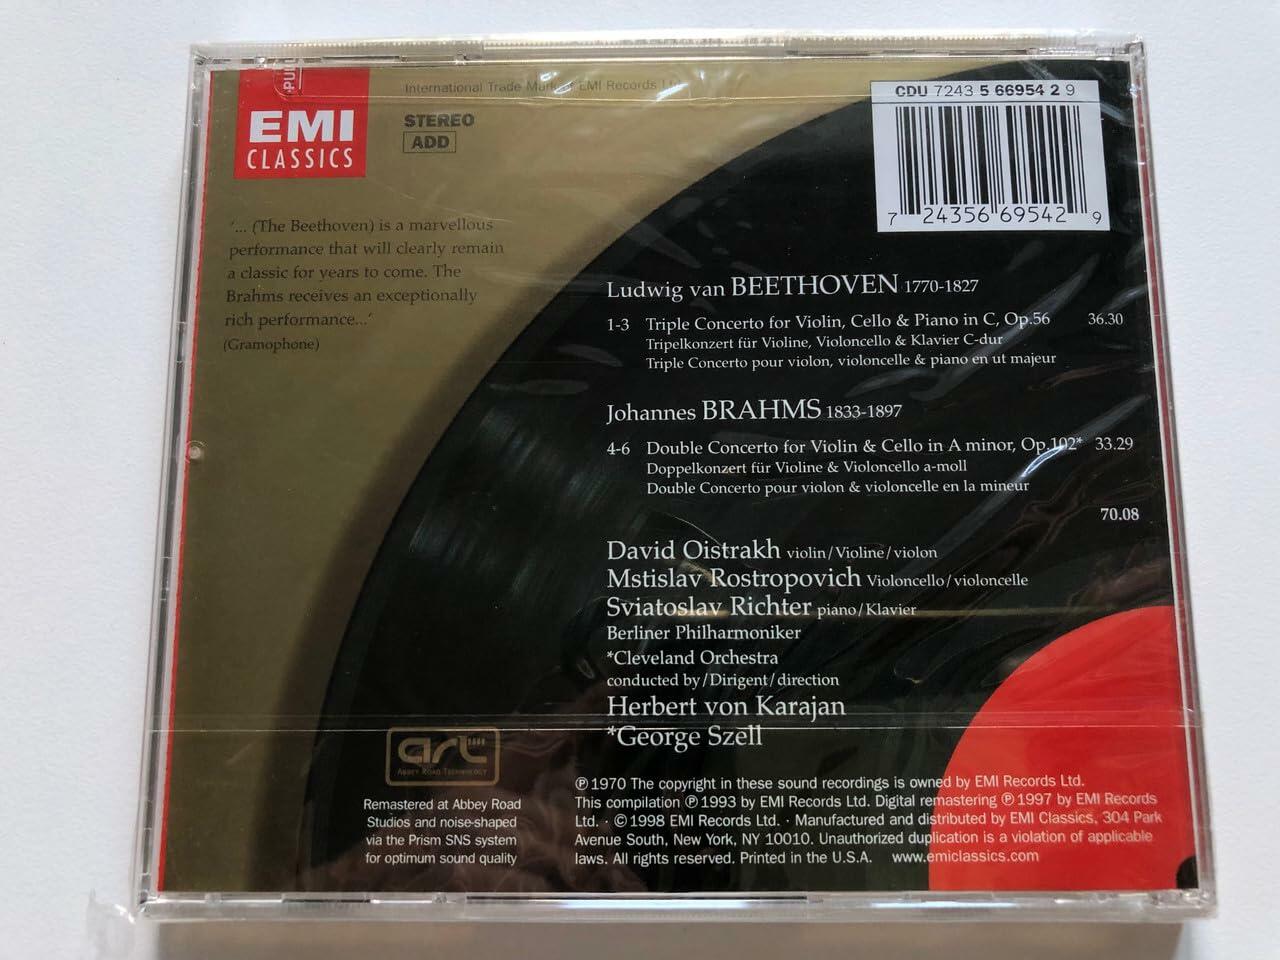 PULL
International Trade Mark of EMI Records
EMI
CLASSICS
STEREO
ADD
CDU 7243 5 66954 2 9
7 24356 69542 9
'... (The Beethoven) is a marvellous
performance that will clearly remain
a classic for years to come. The
Brahms receives an exceptionally
rich performance...'
(Gramophone)
Ludwig van BEETHOVEN 1770-1827
1-3 Triple Concerto for Violin, Cello & Piano in C, Op.56 36.30
Tripelkonzert für Violine, Violoncello & Klavier C-dur
Triple Concerto pour violon, violoncelle & piano en ut majeur
Johannes BRAHMS 1833-1897
4-6 Double Concerto for Violin & Cello in A minor, Op.102* 33.29
Doppelkonzert für Violine & Violoncello a-moll
Double Concerto pour violon & violoncelle en la mineur
70.08
David Oistrakh violin/Violine/violon
Mstislav Rostropovich Violoncello/violoncelle
Sviatoslav Richter piano/Klavier
Berliner Philharmoniker
*Cleveland Orchestra
conducted by/Dirigent/direction
Herbert von Karajan
*George Szell
art
ABBEY ROAD TECHNOLOGY
Remastered at Abbey Road
Studios and noise-shaped
via the Prism SNS system
for optimum sound quality
℗ 1970 The copyright in these sound recordings is owned by EMI Records Ltd.
This compilation ℗ 1993 by EMI Records Ltd. Digital remastering ℗ 1997 by EMI Records
Ltd. · © 1998 EMI Records Ltd. · Manufactured and distributed by EMI Classics, 304 Park
Avenue South, New York, NY 10010. Unauthorized duplication is a violation of applicable
laws. All rights reserved. Printed in the U.S.A. www.emiclassics.com